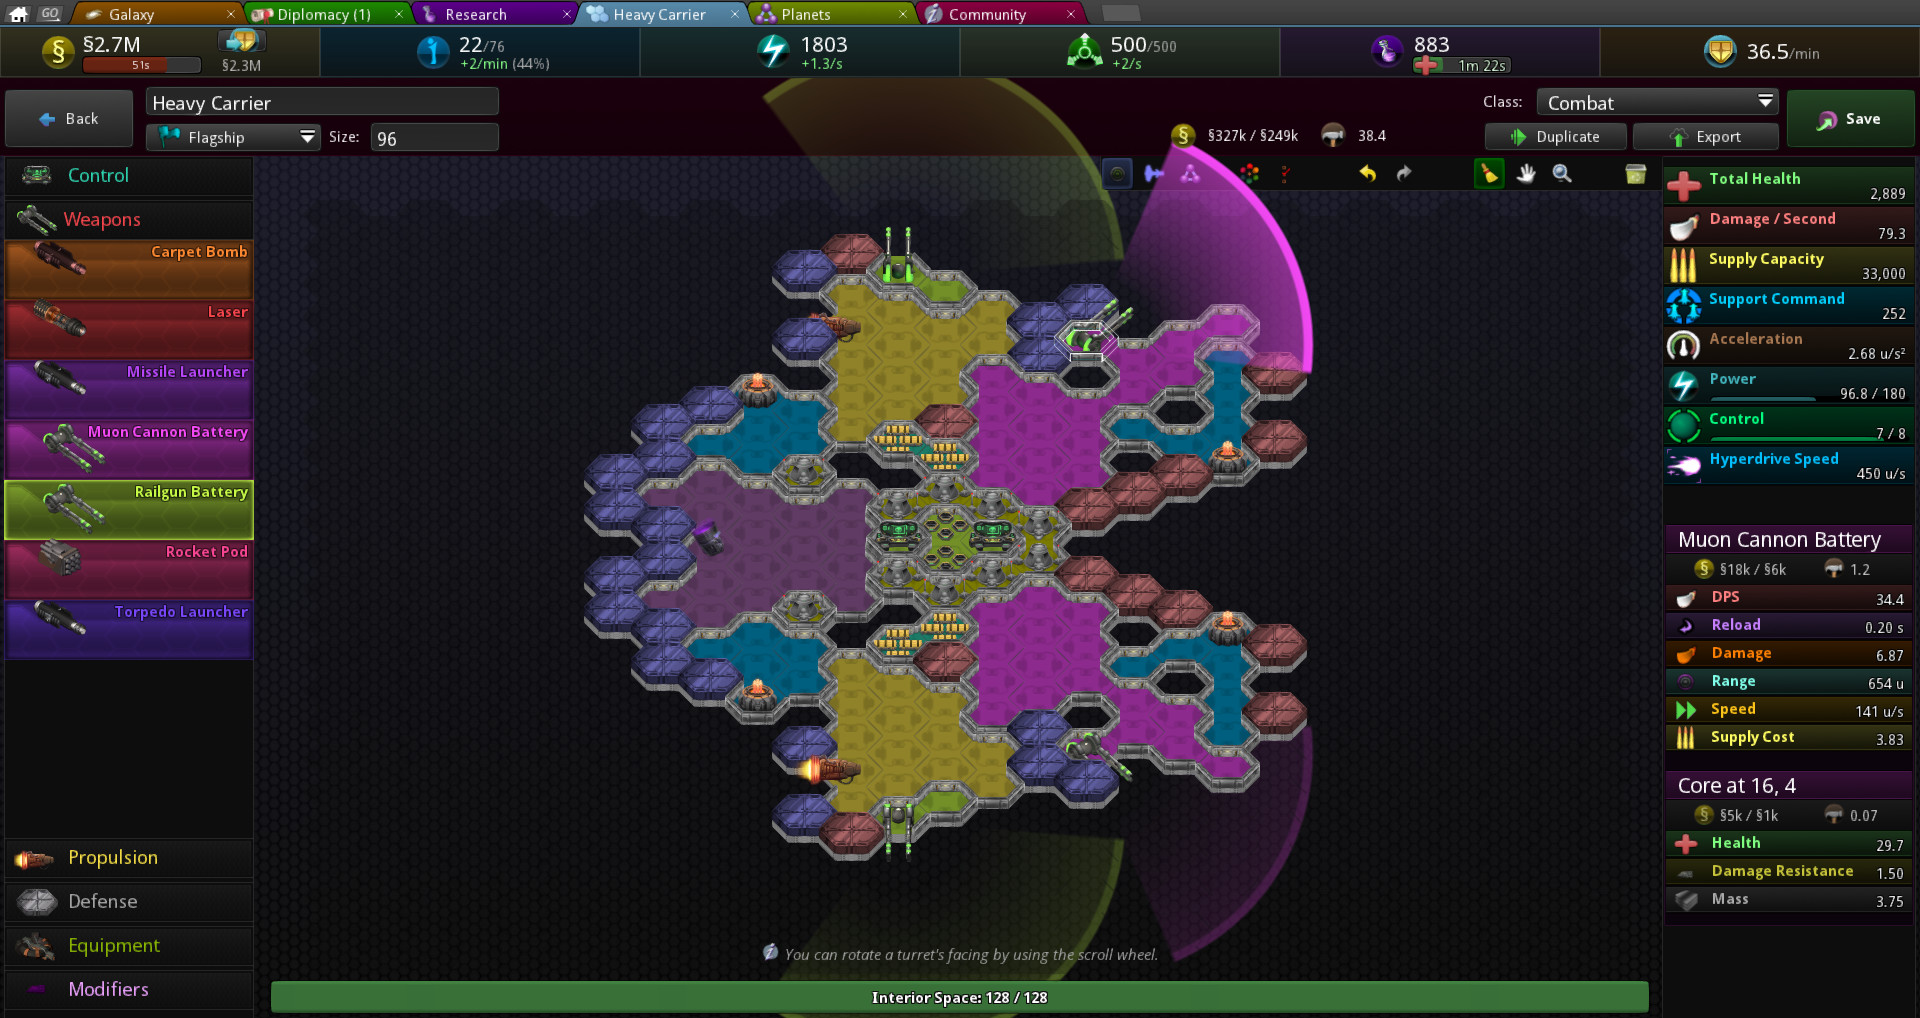 GO
Galaxy
Diplomacy (1)
Research
Heavy Carrier
Planets
Community
§2.7M
51s
§2.3M
22/76
+2/min (44%)
1803
+1.3/s
500/500
+2/s
883
1m 22s
36.5/min
Back
Heavy Carrier
Flagship
Size:
96
§327k / §249k
38.4
Class:
Combat
Duplicate
Export
Save
Control
Weapons
Carpet Bomb
Laser
Missile Launcher
Muon Cannon Battery
Railgun Battery
Rocket Pod
Torpedo Launcher
Propulsion
Defense
Equipment
Modifiers
Total Health
2,889
Damage / Second
79.3
Supply Capacity
33,000
Support Command
252
Acceleration
2.68 u/s²
Power
96.8 / 180
Control
7 / 8
Hyperdrive Speed
450 u/s
Muon Cannon Battery
§18k / §6k
1.2
DPS
34.4
Reload
0.20 s
Damage
6.87
Range
654 u
Speed
141 u/s
Supply Cost
3.83
Core at 16, 4
§5k / §1k
0.07
Health
29.7
Damage Resistance
1.50
Mass
3.75
You can rotate a turret's facing by using the scroll wheel.
Interior Space: 128 / 128